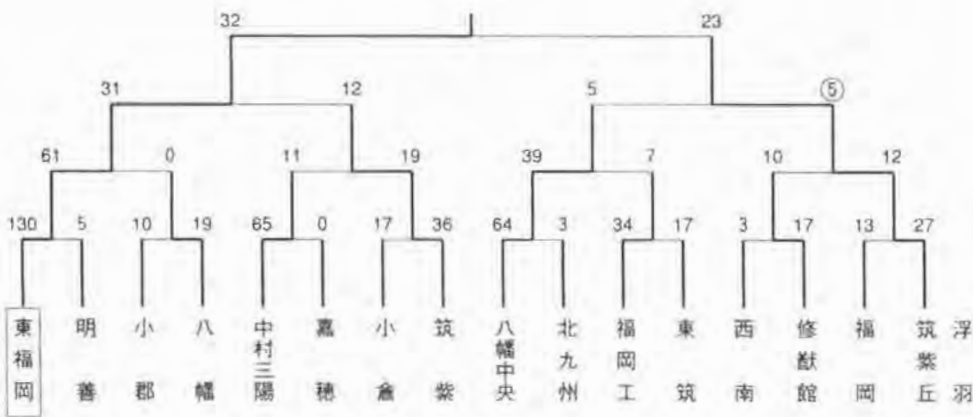 32 23
31 12 5 ⑤
61 0 11 19 39 7 10 12
130 5 10 19 65 0 17 36 64 3 34 17 3 17 13 27
東福岡
明善
小郡
八幡
中村三陽
嘉穂
小倉
筑紫
八幡中央
北九州
福岡工
東筑
西南
修猷館
福岡
筑紫丘
浮羽